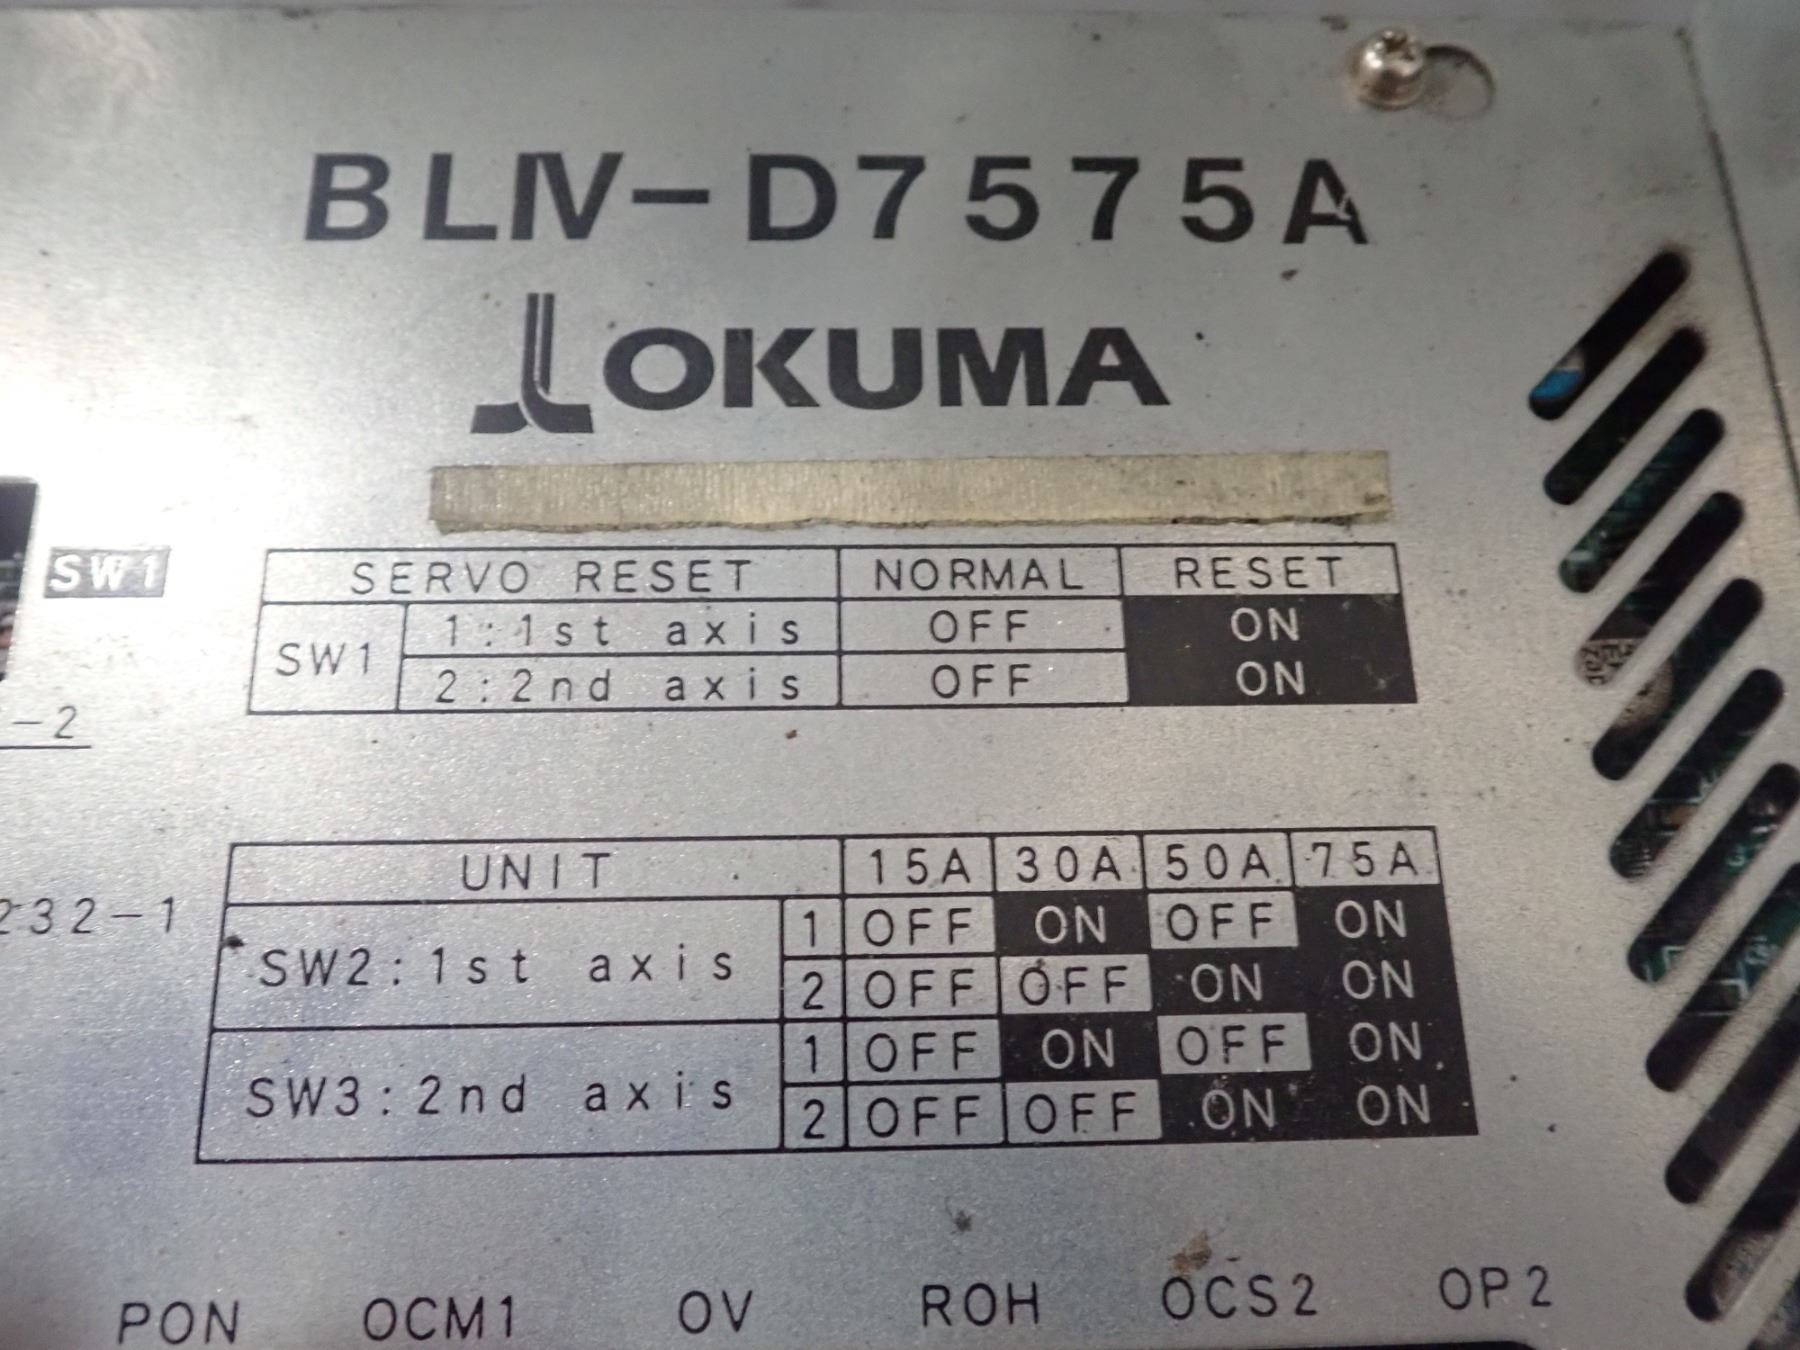 BLIV-D7575A
OKUMA
SW1
SERVO RESET NORMAL RESET
SW1 1:1st axis OFF ON
2:2nd axis OFF ON
-2
UNIT 15A 30A 50A 75A
232-1
SW2:1st axis 1 OFF ON OFF ON
2 OFF OFF ON ON
SW3:2nd axis 1 OFF ON OFF ON
2 OFF OFF ON ON
PON OCM1 OV ROH OCS2 OP2